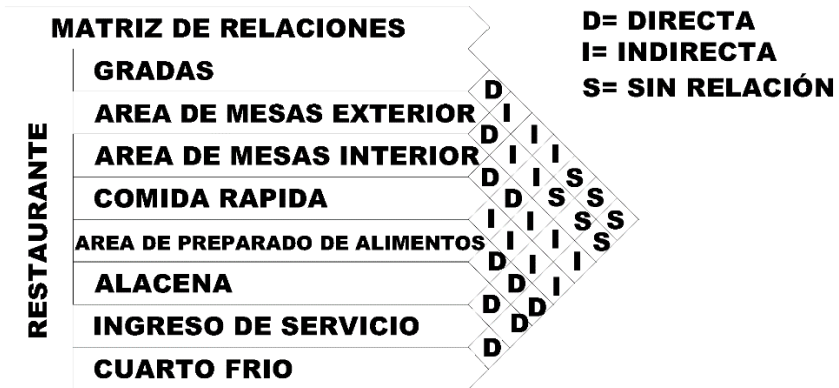 MATRIZ DE RELACIONES
D= DIRECTA
I= INDIRECTA
S= SIN RELACIÓN
RESTAURANTE
GRADAS
D
AREA DE MESAS EXTERIOR
I
D I
AREA DE MESAS INTERIOR
I I
D I S
COMIDA RAPIDA
D S S
I I S S
AREA DE PREPARADO DE ALIMENTOS
I I S
D I I
ALACENA
D I
D D
INGRESO DE SERVICIO
D
D
CUARTO FRIO